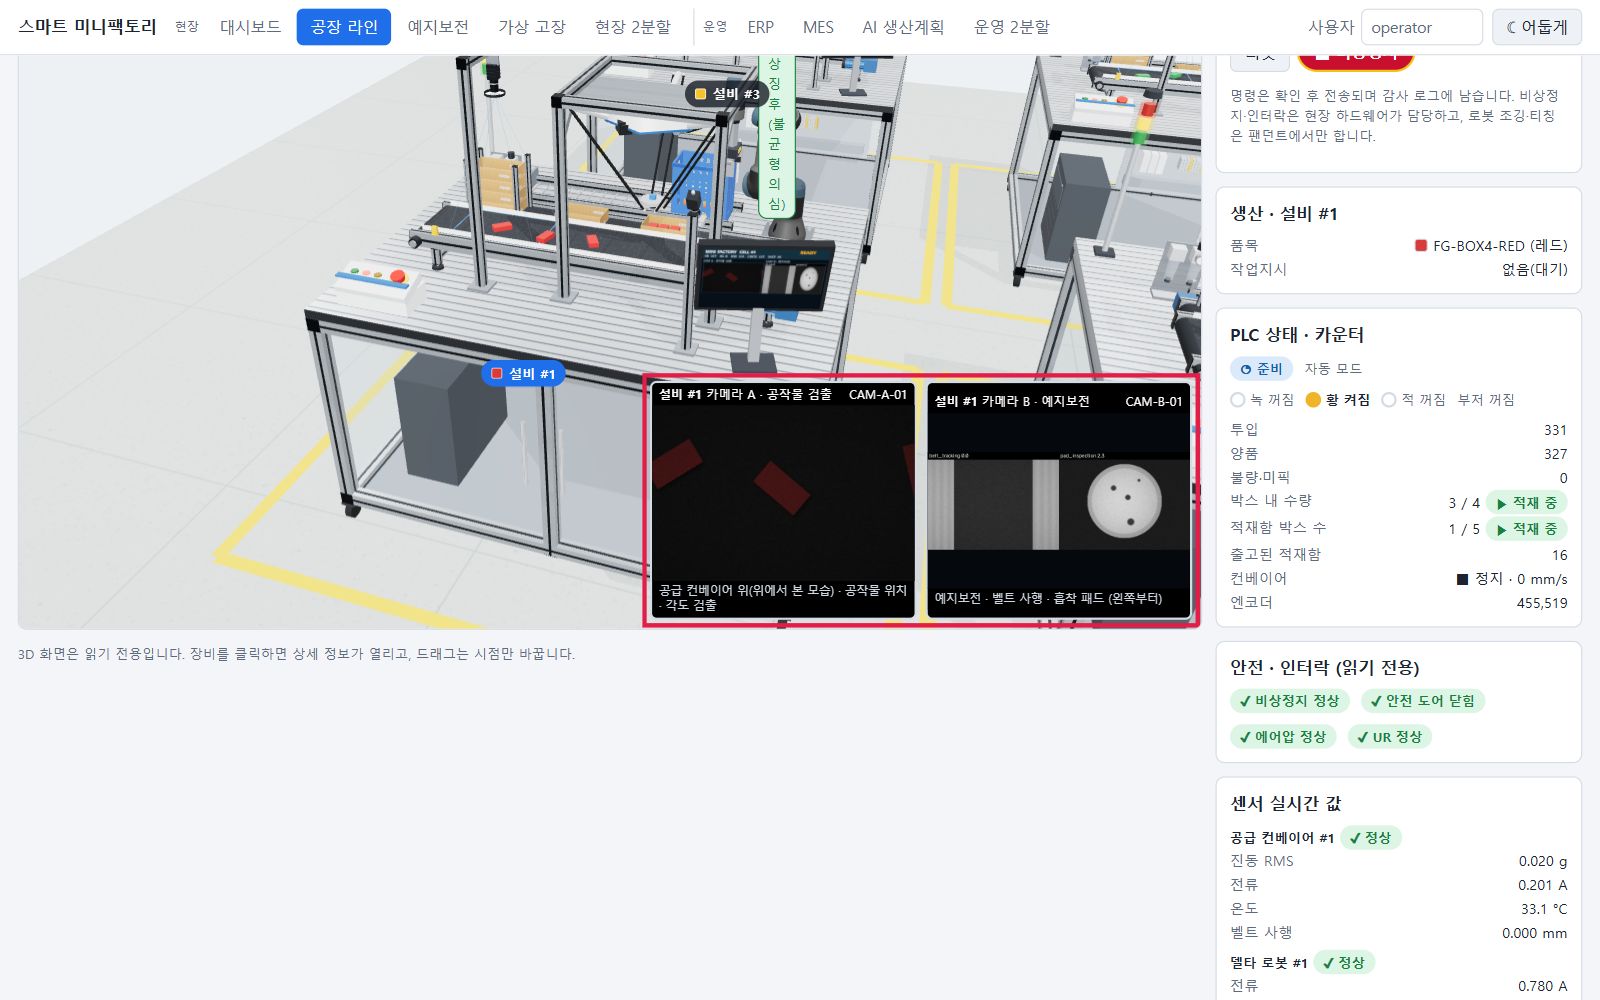 스마트 미니팩토리 현장 대시보드 공장 라인 예지보전 가상 고장 현장 2분할 운영 ERP MES AI 생산계획 운영 2분할 사용자 operator ☾ 어둡게
상
징
후
(불
균
형
의
심)
설비 #3
설비 #1
설비 #1 카메라 A · 공작물 검출 CAM-A-01
공급 컨베이어 위(위에서 본 모습) · 공작물 위치
· 각도 검출
설비 #1 카메라 B · 예지보전 CAM-B-01
belt_tracking 0.0 pad_inspection 2.3
예지보전 · 벨트 사행 · 흡착 패드 (왼쪽부터)
3D 화면은 읽기 전용입니다. 장비를 클릭하면 상세 정보가 열리고, 드래그는 시점만 바꿉니다.
명령은 확인 후 전송되며 감사 로그에 남습니다. 비상정
지·인터락은 현장 하드웨어가 담당하고, 로봇 조깅·티칭
은 팬던트에서만 합니다.
생산 · 설비 #1
품목 FG-BOX4-RED (레드)
작업지시 없음(대기)
PLC 상태 · 카운터
준비 자동 모드
녹 꺼짐 황 켜짐 적 꺼짐 부저 꺼짐
투입 331
양품 327
불량·미픽 0
박스 내 수량 3 / 4 ▶ 적재 중
적재함 박스 수 1 / 5 ▶ 적재 중
출고된 적재함 16
컨베이어 ■ 정지 · 0 mm/s
엔코더 455,519
안전 · 인터락 (읽기 전용)
✓ 비상정지 정상 ✓ 안전 도어 닫힘
✓ 에어압 정상 ✓ UR 정상
센서 실시간 값
공급 컨베이어 #1 ✓ 정상
진동 RMS 0.020 g
전류 0.201 A
온도 33.1 °C
벨트 사행 0.000 mm
델타 로봇 #1 ✓ 정상
전류 0.780 A